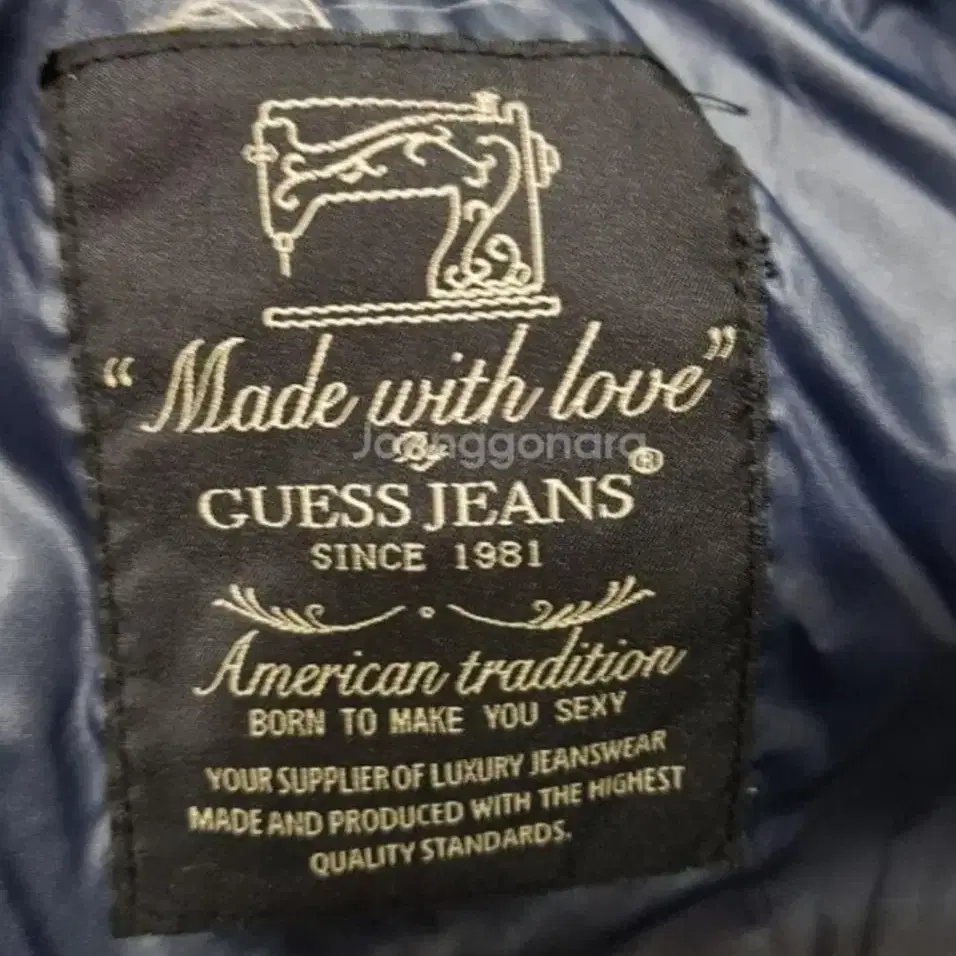 “Made with love”
By
Joonggonara
GUESS JEANS®
SINCE 1981
American tradition
BORN TO MAKE YOU SEXY
YOUR SUPPLIER OF LUXURY JEANSWEAR
MADE AND PRODUCED WITH THE HIGHEST
QUALITY STANDARDS.